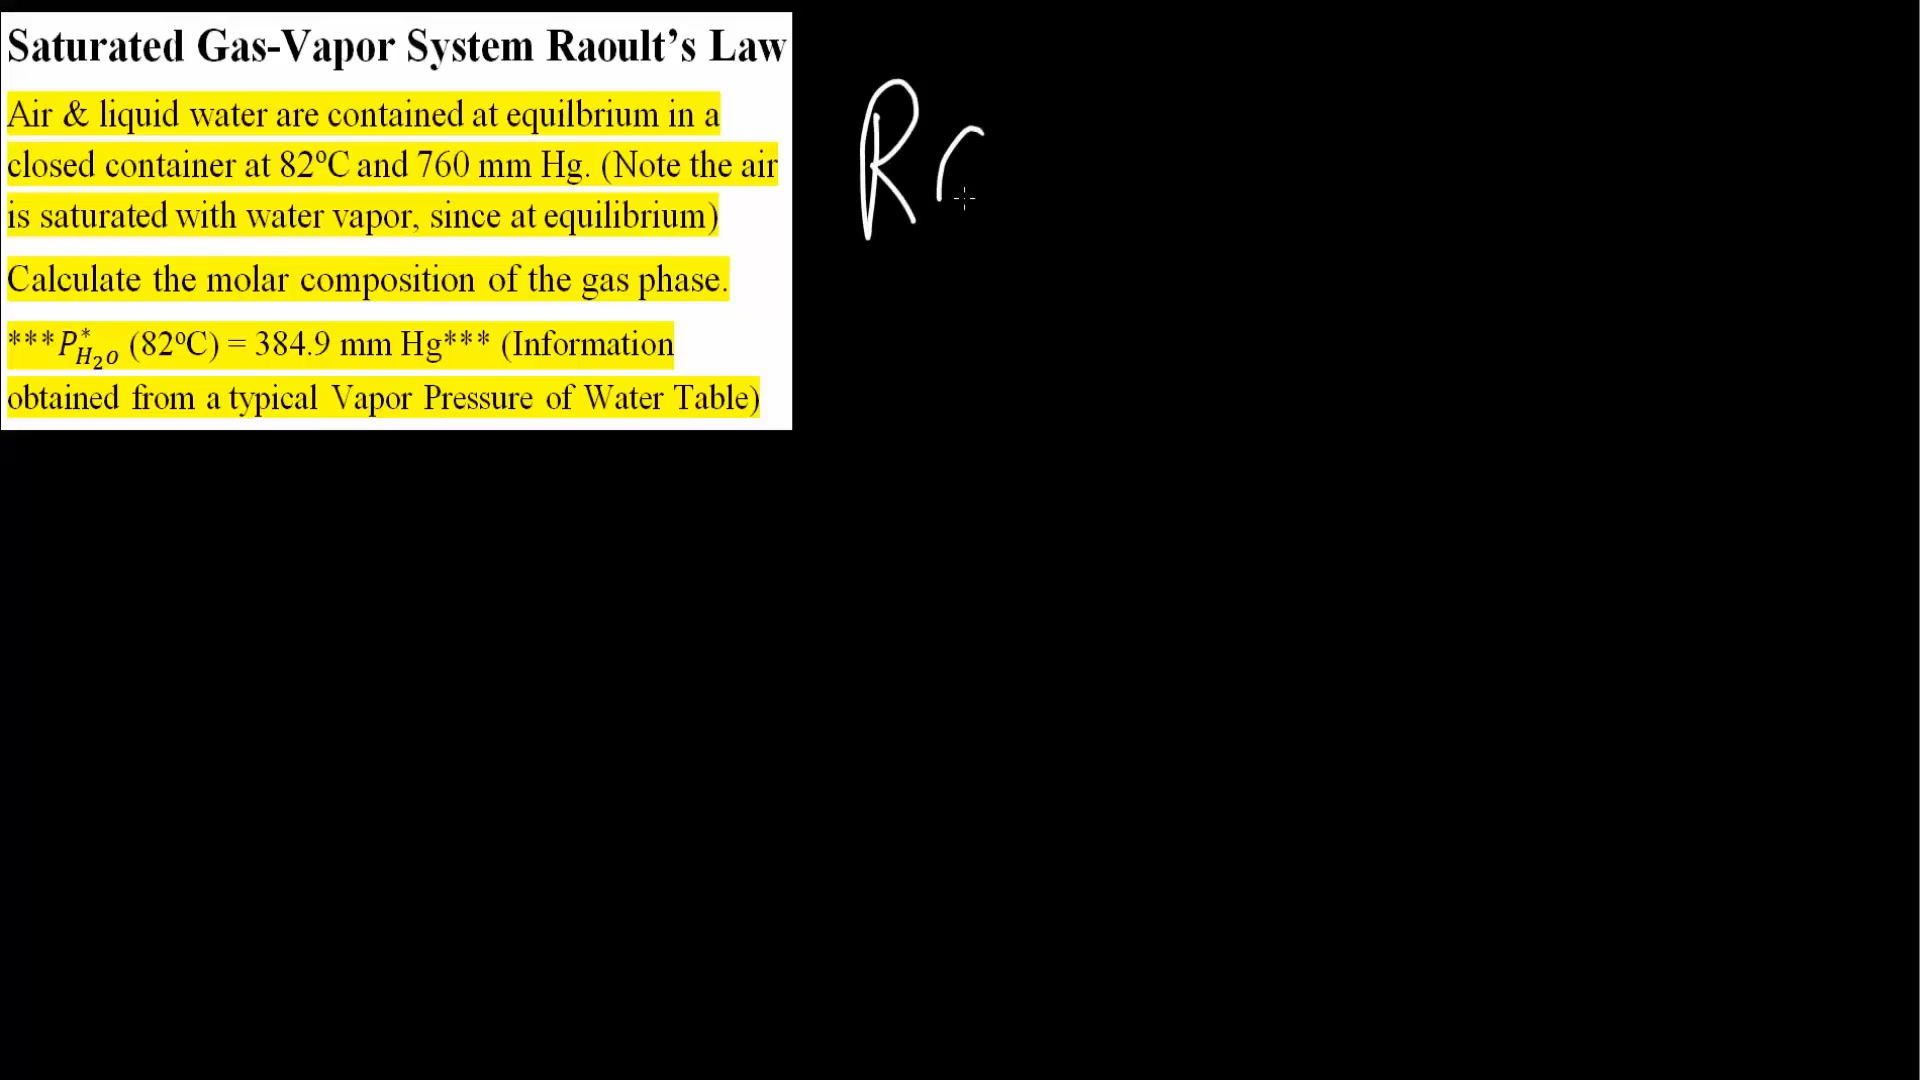 Saturated Gas-Vapor System Raoult's Law
Air & liquid water are contained at equilbrium in a
closed container at 82⁰C and 760 mm Hg. (Note the air
is saturated with water vapor, since at equilibrium)
Calculate the molar composition of the gas phase.
***P*H₂O (82⁰C) = 384.9 mm Hg*** (Information
obtained from a typical Vapor Pressure of Water Table)
R